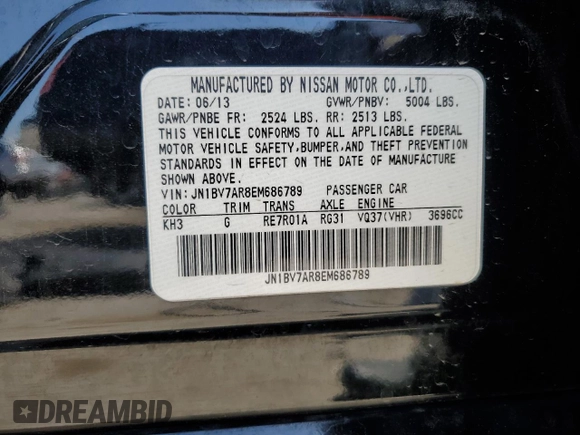 MANUFACTURED BY NISSAN MOTOR CO.,LTD.
DATE: 06/13 GVWR/PNBV: 5004 LBS.
GAWR/PNBE FR: 2524 LBS. RR: 2513 LBS.
THIS VEHICLE CONFORMS TO ALL APPLICABLE FEDERAL
MOTOR VEHICLE SAFETY,BUMPER,AND THEFT PREVENTION
STANDARDS IN EFFECT ON THE DATE OF MANUFACTURE
SHOWN ABOVE.
VIN:JN1BV7AR8EM686789 PASSENGER CAR
COLOR TRIM TRANS AXLE ENGINE
KH3 G RE7R01A RG31 VQ37(VHR) 3696CC
JN1BV7AR8EM686789
DREAMBID